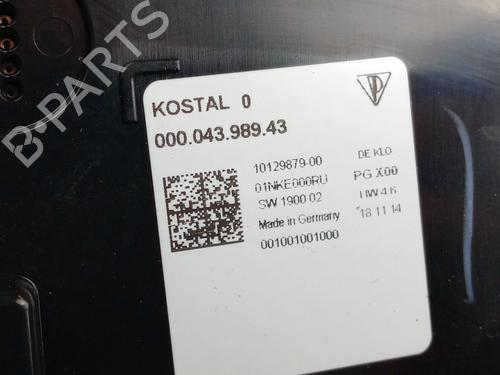 B-PARTS
KOSTAL 0
000.043.989.43
10129879-00 DE KLO
01NKE000RU PG X00
SW 1900 02 HW 4.6
Made in Germany 18 11 14
001001001000